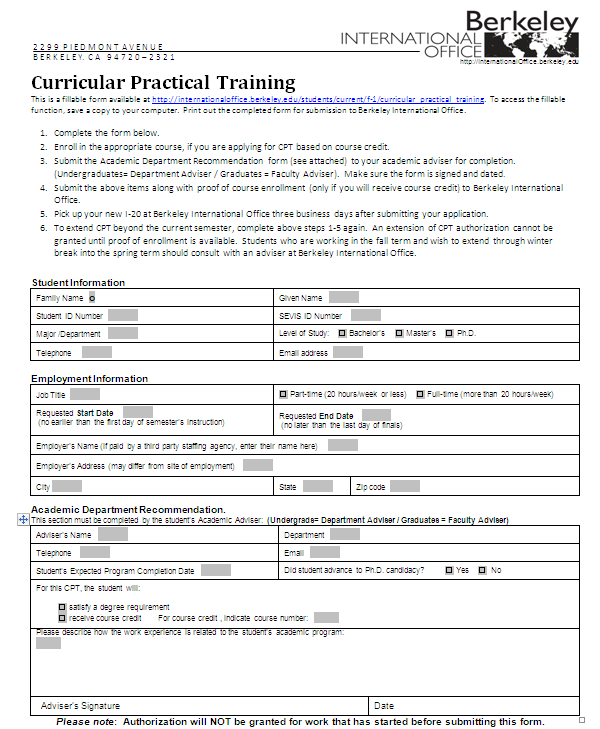 Berkeley
INTERNATIONAL
OFFICE
http://internationaloffice.berkeley.edu
2299 PIEDMONT AVENUE
BERKELEY CA 94720-2321
Curricular Practical Training
This is a fillable form available at http://internationaloffice.berkeley.edu/students/current/f-1/curricular_practical_training. To access the fillable
function, save a copy to your computer. Print out the completed form for submission to Berkeley International Office.
1. Complete the form below.
2. Enroll in the appropriate course, if you are applying for CPT based on course credit.
3. Submit the Academic Department Recommendation form (see attached) to your academic adviser for completion.
(Undergraduates= Department Adviser / Graduates = Faculty Adviser). Make sure the form is signed and dated.
4. Submit the above items along with proof of course enrollment (only if you will receive course credit) to Berkeley International
Office.
5. Pick up your new I-20 at Berkeley International Office three business days after submitting your application.
6. To extend CPT beyond the current semester, complete above steps 1-5 again. An extension of CPT authorization cannot be
granted until proof of enrollment is available. Students who are working in the fall term and wish to extend through winter
break into the spring term should consult with an adviser at Berkeley International Office.
Student Information
Family Name o Given Name
Student ID Number SEVIS ID Number
Major /Department Level of Study: Bachelor's Master's Ph.D.
Telephone Email address
Employment Information
Job Title Part-time (20 hours/week or less) Full-time (more than 20 hours/week)
Requested Start Date Requested End Date
(no earlier than the first day of semester's instruction) (no later than the last day of finals)
Employer's Name (If paid by a third party staffing agency, enter their name here)
Employer's Address (may differ from site of employment)
City State Zip code
Academic Department Recommendation.
This section must be completed by the student's Academic Adviser: (Undergrads= Department Adviser / Graduates = Faculty Adviser)
Adviser's Name Department
Telephone Email
Student's Expected Program Completion Date Did student advance to Ph.D. candidacy? Yes No
For this CPT, the student will:
satisfy a degree requirement
receive course credit For course credit , indicate course number:
Please describe how the work experience is related to the student's academic program:
Adviser's Signature Date
Please note: Authorization will NOT be granted for work that has started before submitting this form.